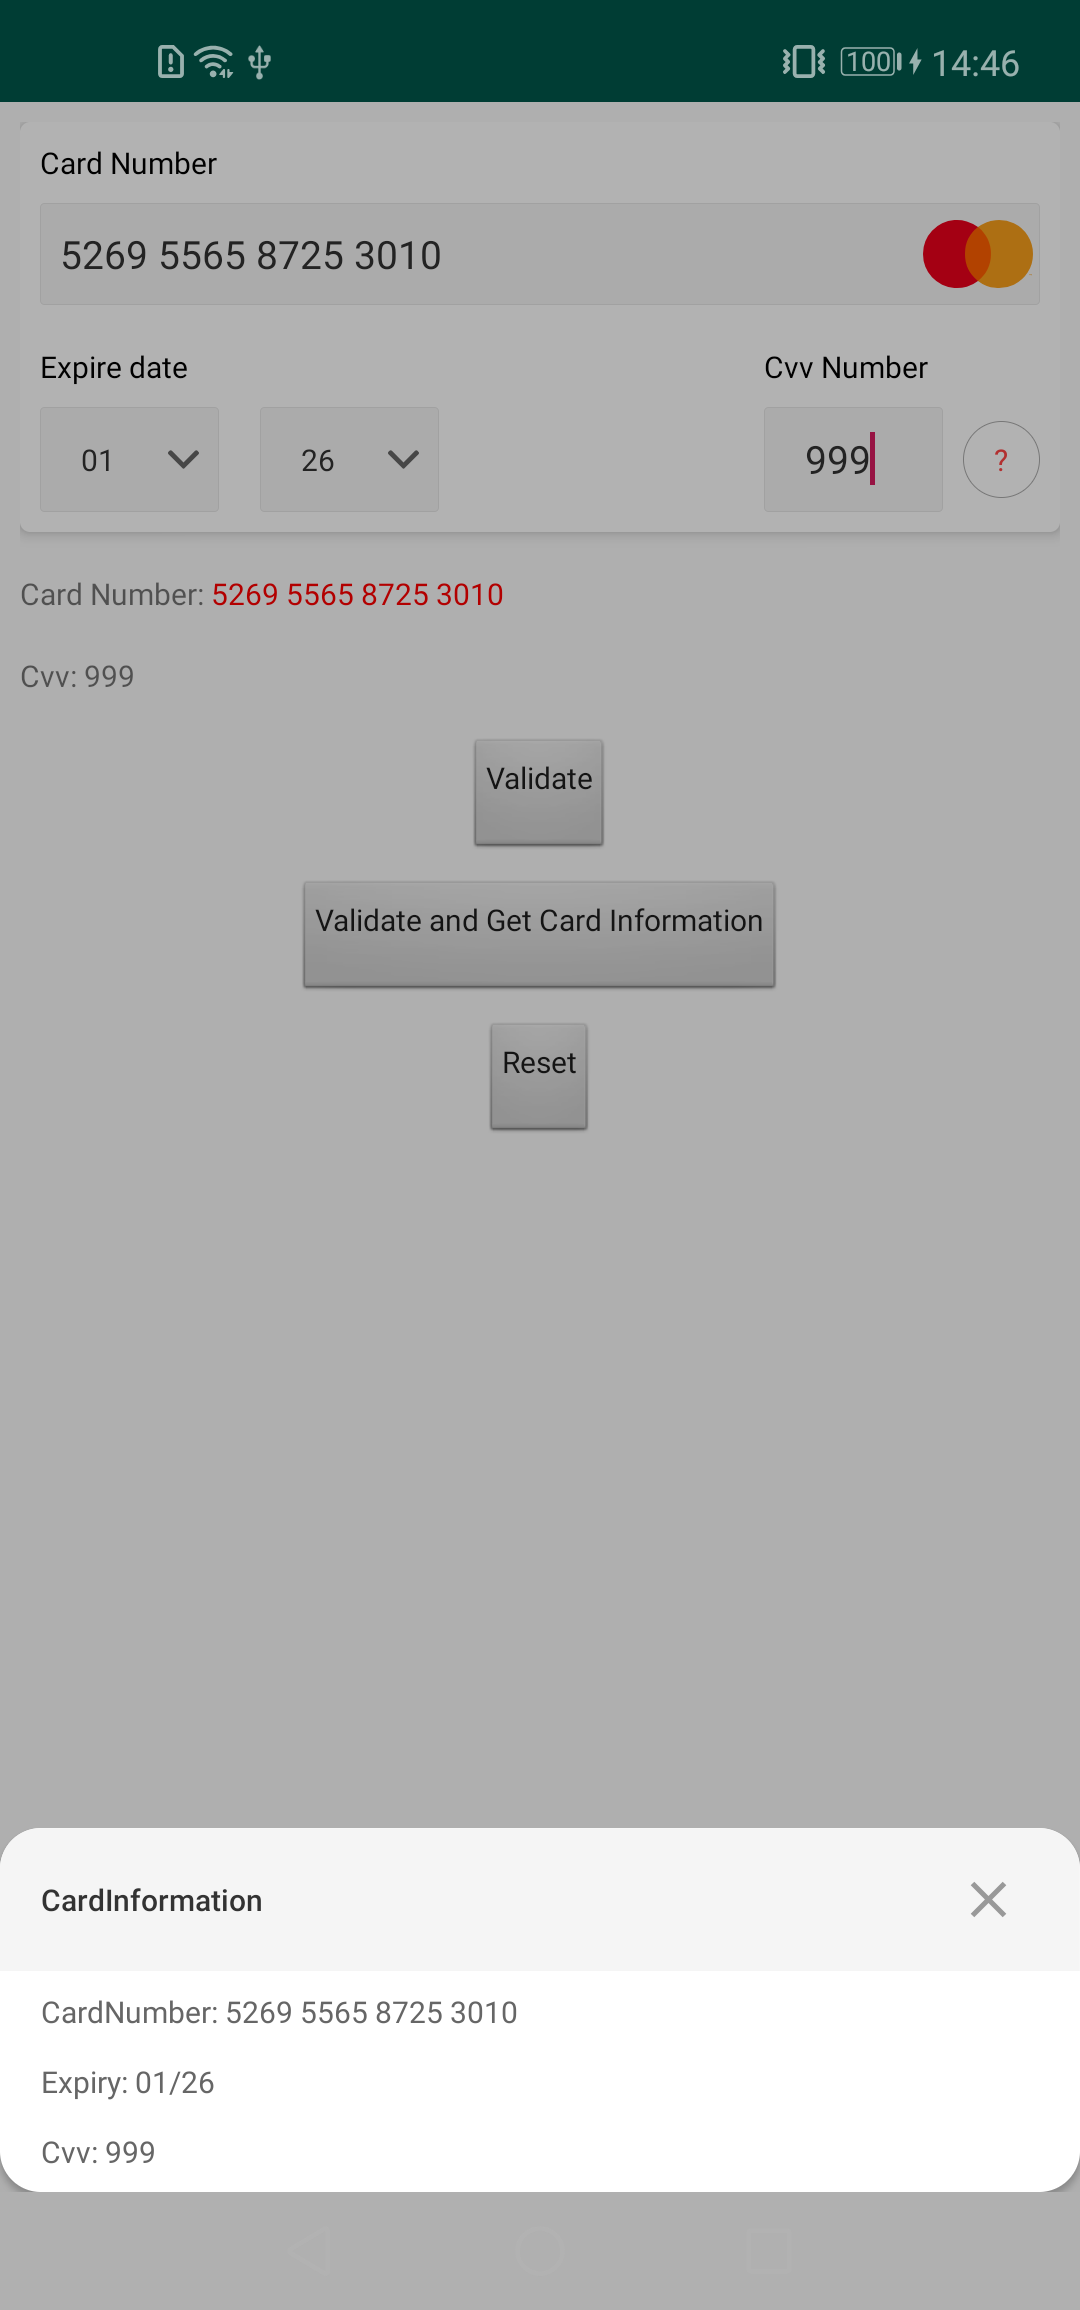 100 14:46
Card Number
5269 5565 8725 3010
Expire date Cvv Number
01 26 999 ?
Card Number: 5269 5565 8725 3010
Cvv: 999
Validate
Validate and Get Card Information
Reset
CardInformation
CardNumber: 5269 5565 8725 3010
Expiry: 01/26
Cvv: 999